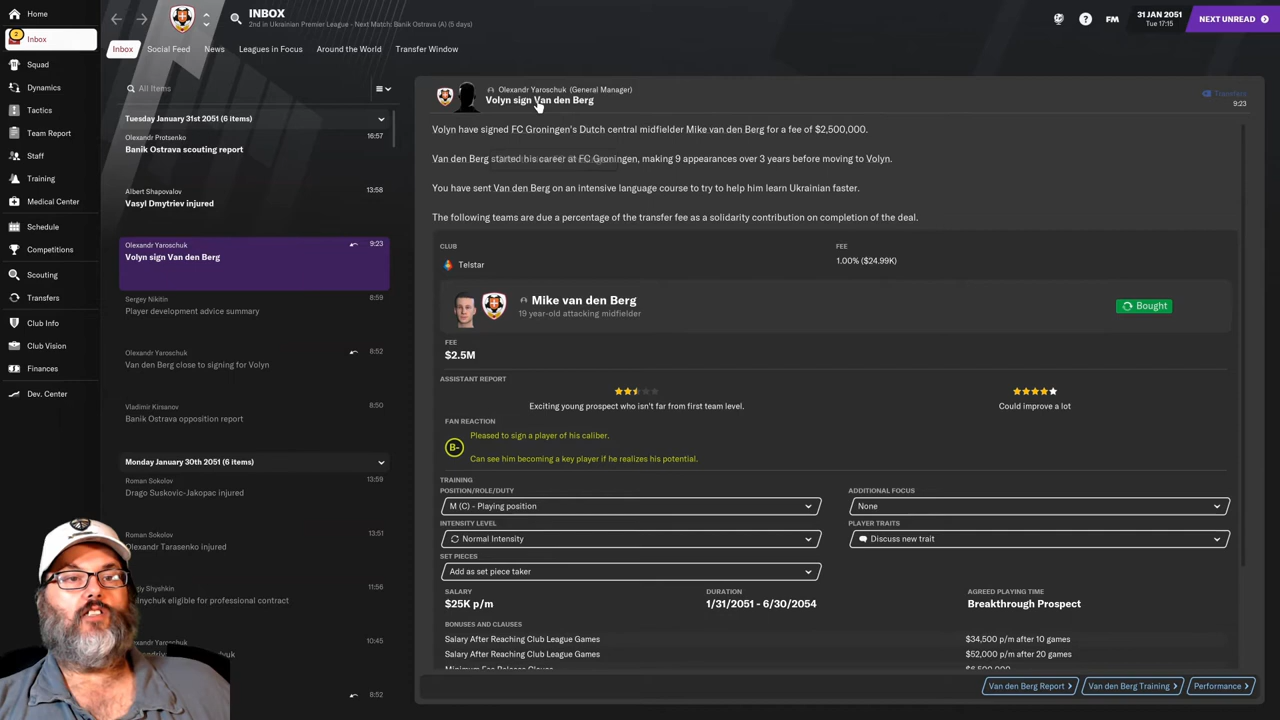 INBOX
2nd in Ukrainian Premier League - Next Match: Banik Ostrava (A) (5 days)
FM
31 JAN 2051
Tue 17:15
NEXT UNREAD
Home
2
Inbox
Squad
Dynamics
Tactics
Team Report
Staff
Training
Medical Center
Schedule
Competitions
Scouting
Transfers
Club Info
Club Vision
Finances
Dev. Center
Inbox
Social Feed
News
Leagues in Focus
Around the World
Transfer Window
All Items
Tuesday January 31st 2051 (6 items)
Olexandr Protsenko
16:57
Banik Ostrava scouting report
Albert Shapovalov
13:58
Vasyl Dmytriev injured
Olexandr Yaroschuk
9:23
Volyn sign Van den Berg
Sergey Nikitin
8:59
Player development advice summary
Olexandr Yaroschuk
8:52
Van den Berg close to signing for Volyn
Vladimir Kirsanov
8:50
Banik Ostrava opposition report
Monday January 30th 2051 (6 items)
Roman Sokolov
13:59
Drago Suskovic-Jakopac injured
Roman Sokolov
13:51
Olexandr Tarasenko injured
Shyshkin
11:56
lnychuk eligible for professional contract
Yaroschuk
10:45
8:52
Olexandr Yaroschuk (General Manager)
Volyn sign Van den Berg
Transfers
9:23
Volyn have signed FC Groningen's Dutch central midfielder Mike van den Berg for a fee of $2,500,000.
Van den Berg started his career at FC Groningen, making 9 appearances over 3 years before moving to Volyn.
You have sent Van den Berg on an intensive language course to try to help him learn Ukrainian faster.
The following teams are due a percentage of the transfer fee as a solidarity contribution on completion of the deal.
CLUB
FEE
Telstar
1.00% ($24.99K)
Mike van den Berg
19 year-old attacking midfielder
Bought
FEE
$2.5M
ASSISTANT REPORT
Exciting young prospect who isn't far from first team level.
Could improve a lot
FAN REACTION
B-
Pleased to sign a player of his caliber.
Can see him becoming a key player if he realizes his potential.
TRAINING
POSITION/ROLE/DUTY
M (C) - Playing position
ADDITIONAL FOCUS
None
INTENSITY LEVEL
Normal Intensity
PLAYER TRAITS
Discuss new trait
SET PIECES
Add as set piece taker
SALARY
$25K p/m
DURATION
1/31/2051 - 6/30/2054
AGREED PLAYING TIME
Breakthrough Prospect
BONUSES AND CLAUSES
Salary After Reaching Club League Games
$34,500 p/m after 10 games
Salary After Reaching Club League Games
$52,000 p/m after 20 games
Minimum Fee Release Clause
$6,500,000
Van den Berg Report
Van den Berg Training
Performance